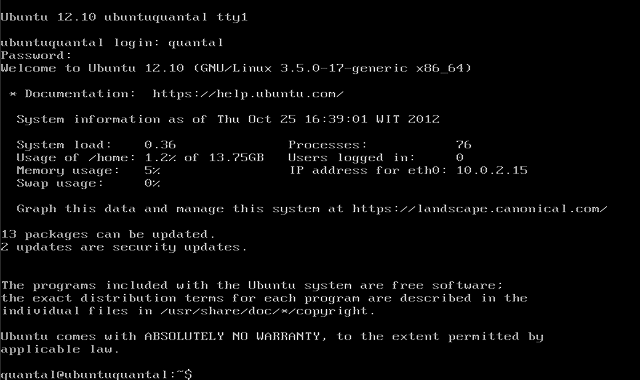 Ubuntu 12.10 ubuntuquantal tty1
ubuntuquantal login: quantal
Password:
Welcome to Ubuntu 12.10 (GNU/Linux 3.5.0-17-generic x86_64)
* Documentation:  https://help.ubuntu.com/
System information as of Thu Oct 25 16:39:01 WIT 2012
System load:    0.36              Processes:           76
Usage of /home: 1.2% of 13.75GB   Users logged in:     0
Memory usage:   5%                IP address for eth0: 10.0.2.15
Swap usage:     0%
Graph this data and manage this system at https://landscape.canonical.com/
13 packages can be updated.
2 updates are security updates.
The programs included with the Ubuntu system are free software;
the exact distribution terms for each program are described in the
individual files in /usr/share/doc/*/copyright.
Ubuntu comes with ABSOLUTELY NO WARRANTY, to the extent permitted by
applicable law.
quantal@ubuntuquantal:~$